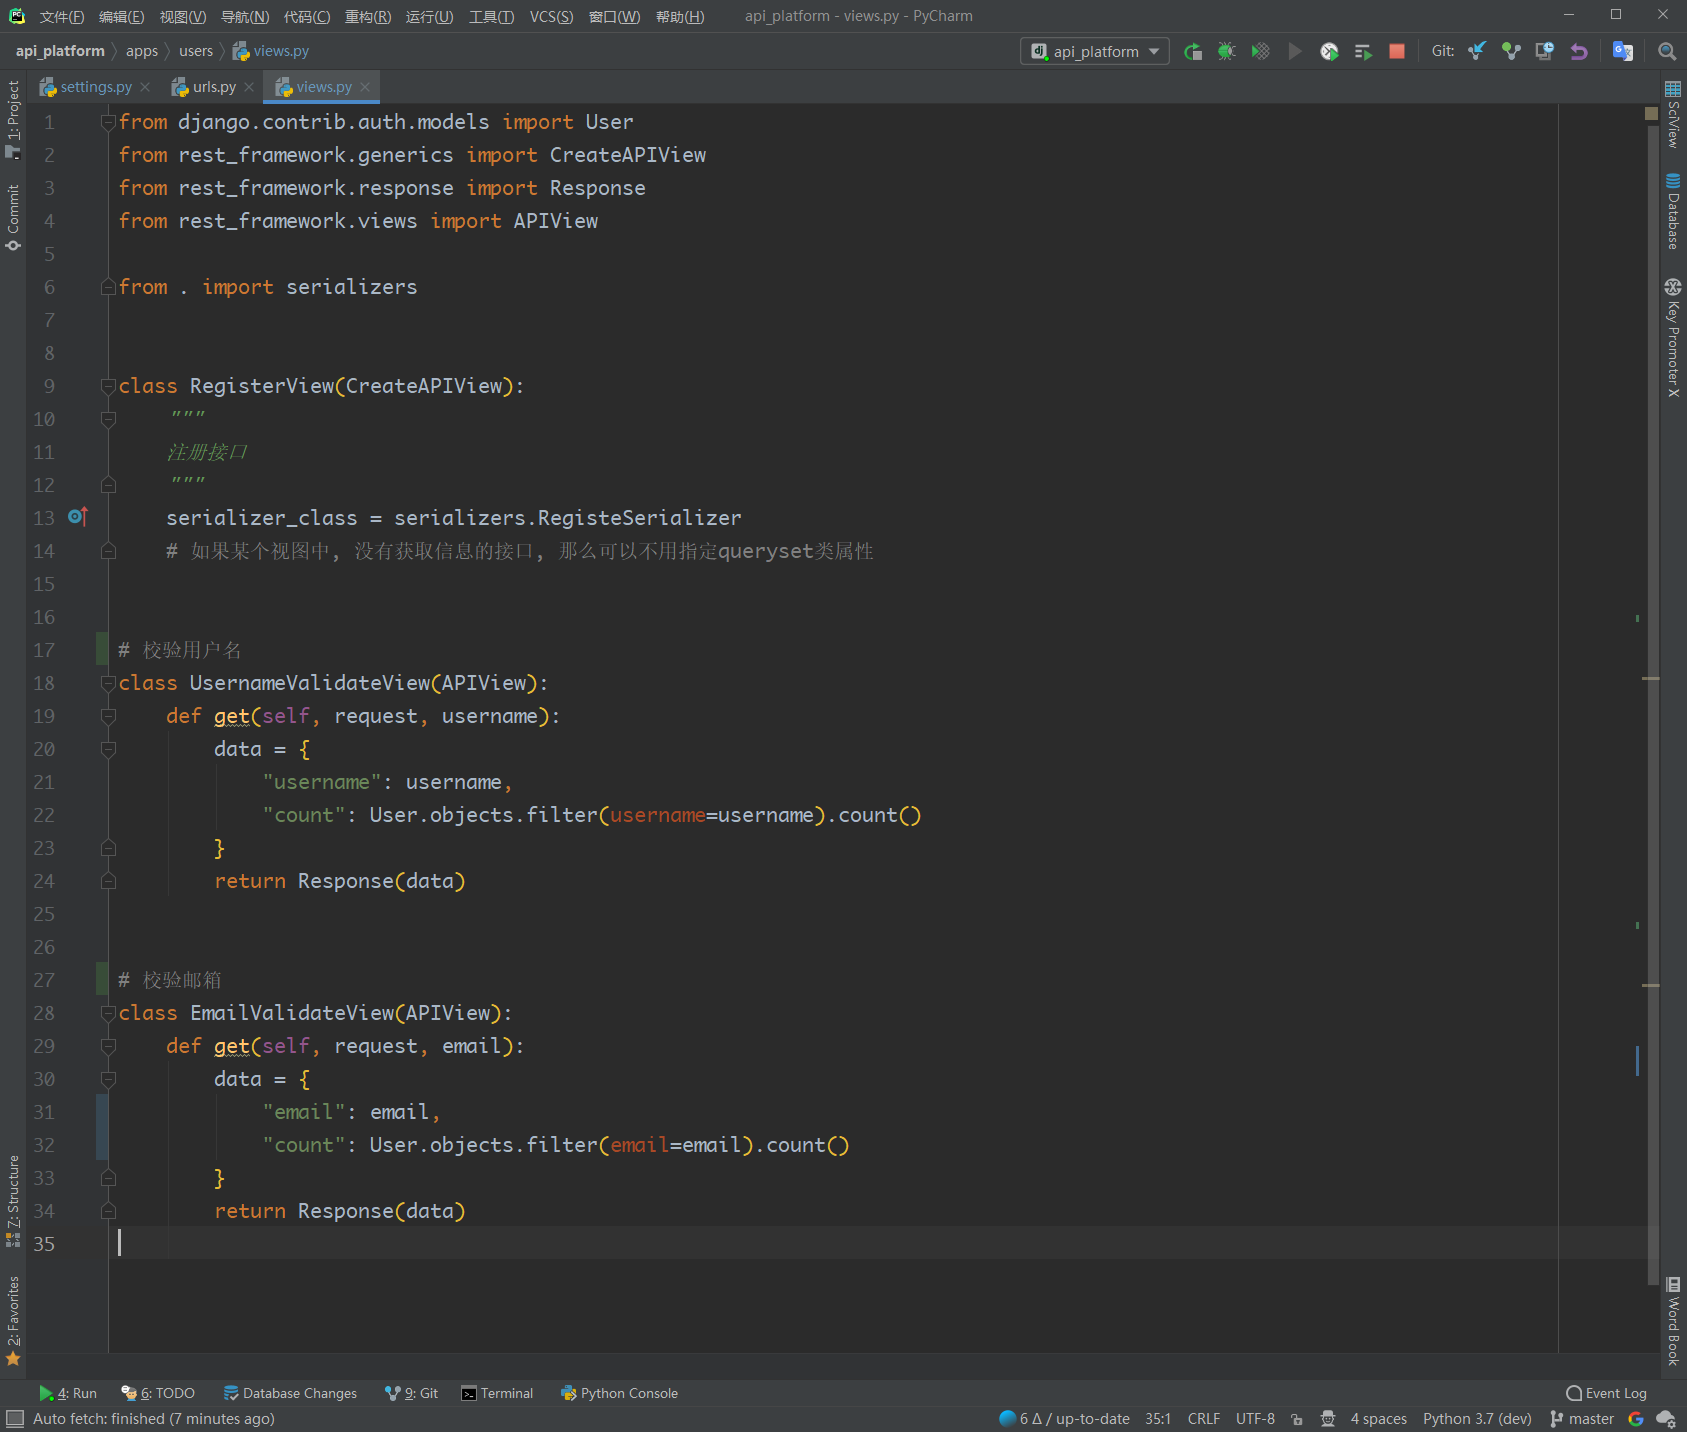 文件(F) 编辑(E) 视图(V) 导航(N) 代码(C) 重构(R) 运行(U) 工具(T) VCS(S) 窗口(W) 帮助(H) api_platform - views.py - PyCharm
api_platform apps users views.py api_platform Git:
settings.py urls.py views.py
1 from django.contrib.auth.models import User
2 from rest_framework.generics import CreateAPIView
3 from rest_framework.response import Response
4 from rest_framework.views import APIView
5
6 from . import serializers
7
8
9 class RegisterView(CreateAPIView):
10     """
11     注册接口
12     """
13     serializer_class = serializers.RegisteSerializer
14     # 如果某个视图中, 没有获取信息的接口, 那么可以不用指定queryset类属性
15
16
17 # 校验用户名
18 class UsernameValidateView(APIView):
19     def get(self, request, username):
20         data = {
21             "username": username,
22             "count": User.objects.filter(username=username).count()
23         }
24         return Response(data)
25
26
27 # 校验邮箱
28 class EmailValidateView(APIView):
29     def get(self, request, email):
30         data = {
31             "email": email,
32             "count": User.objects.filter(email=email).count()
33         }
34         return Response(data)
35
1: Project
Commit
7: Structure
2: Favorites
SciView
Database
Key Promoter X
Word Book
4: Run 6: TODO Database Changes 9: Git Terminal Python Console Event Log
Auto fetch: finished (7 minutes ago) 6 Δ / up-to-date 35:1 CRLF UTF-8 4 spaces Python 3.7 (dev) master